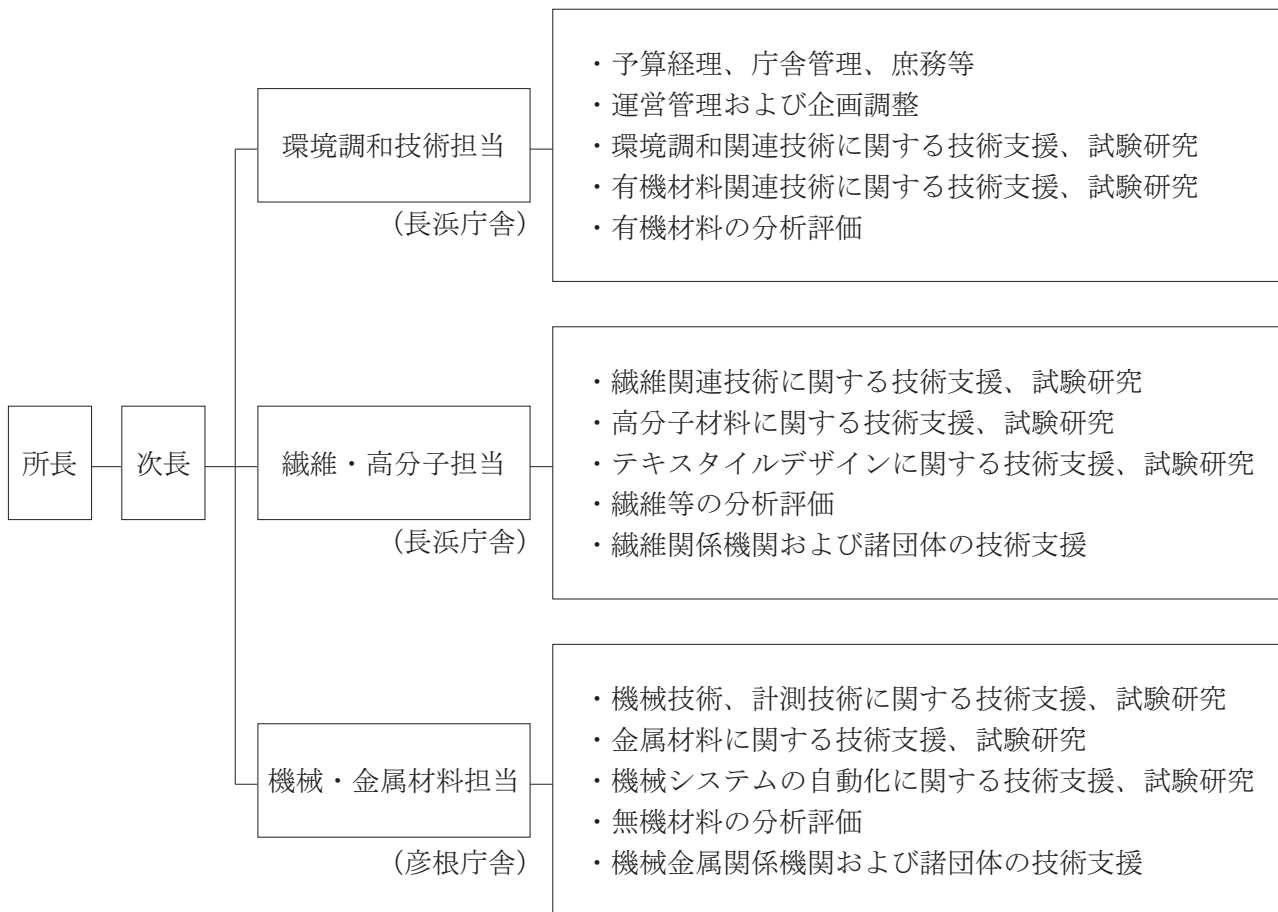 所長
次長
環境調和技術担当
（長浜庁舎）
・予算経理、庁舎管理、庶務等
・運営管理および企画調整
・環境調和関連技術に関する技術支援、試験研究
・有機材料関連技術に関する技術支援、試験研究
・有機材料の分析評価
繊維・高分子担当
（長浜庁舎）
・繊維関連技術に関する技術支援、試験研究
・高分子材料に関する技術支援、試験研究
・テキスタイルデザインに関する技術支援、試験研究
・繊維等の分析評価
・繊維関係機関および諸団体の技術支援
機械・金属材料担当
（彦根庁舎）
・機械技術、計測技術に関する技術支援、試験研究
・金属材料に関する技術支援、試験研究
・機械システムの自動化に関する技術支援、試験研究
・無機材料の分析評価
・機械金属関係機関および諸団体の技術支援